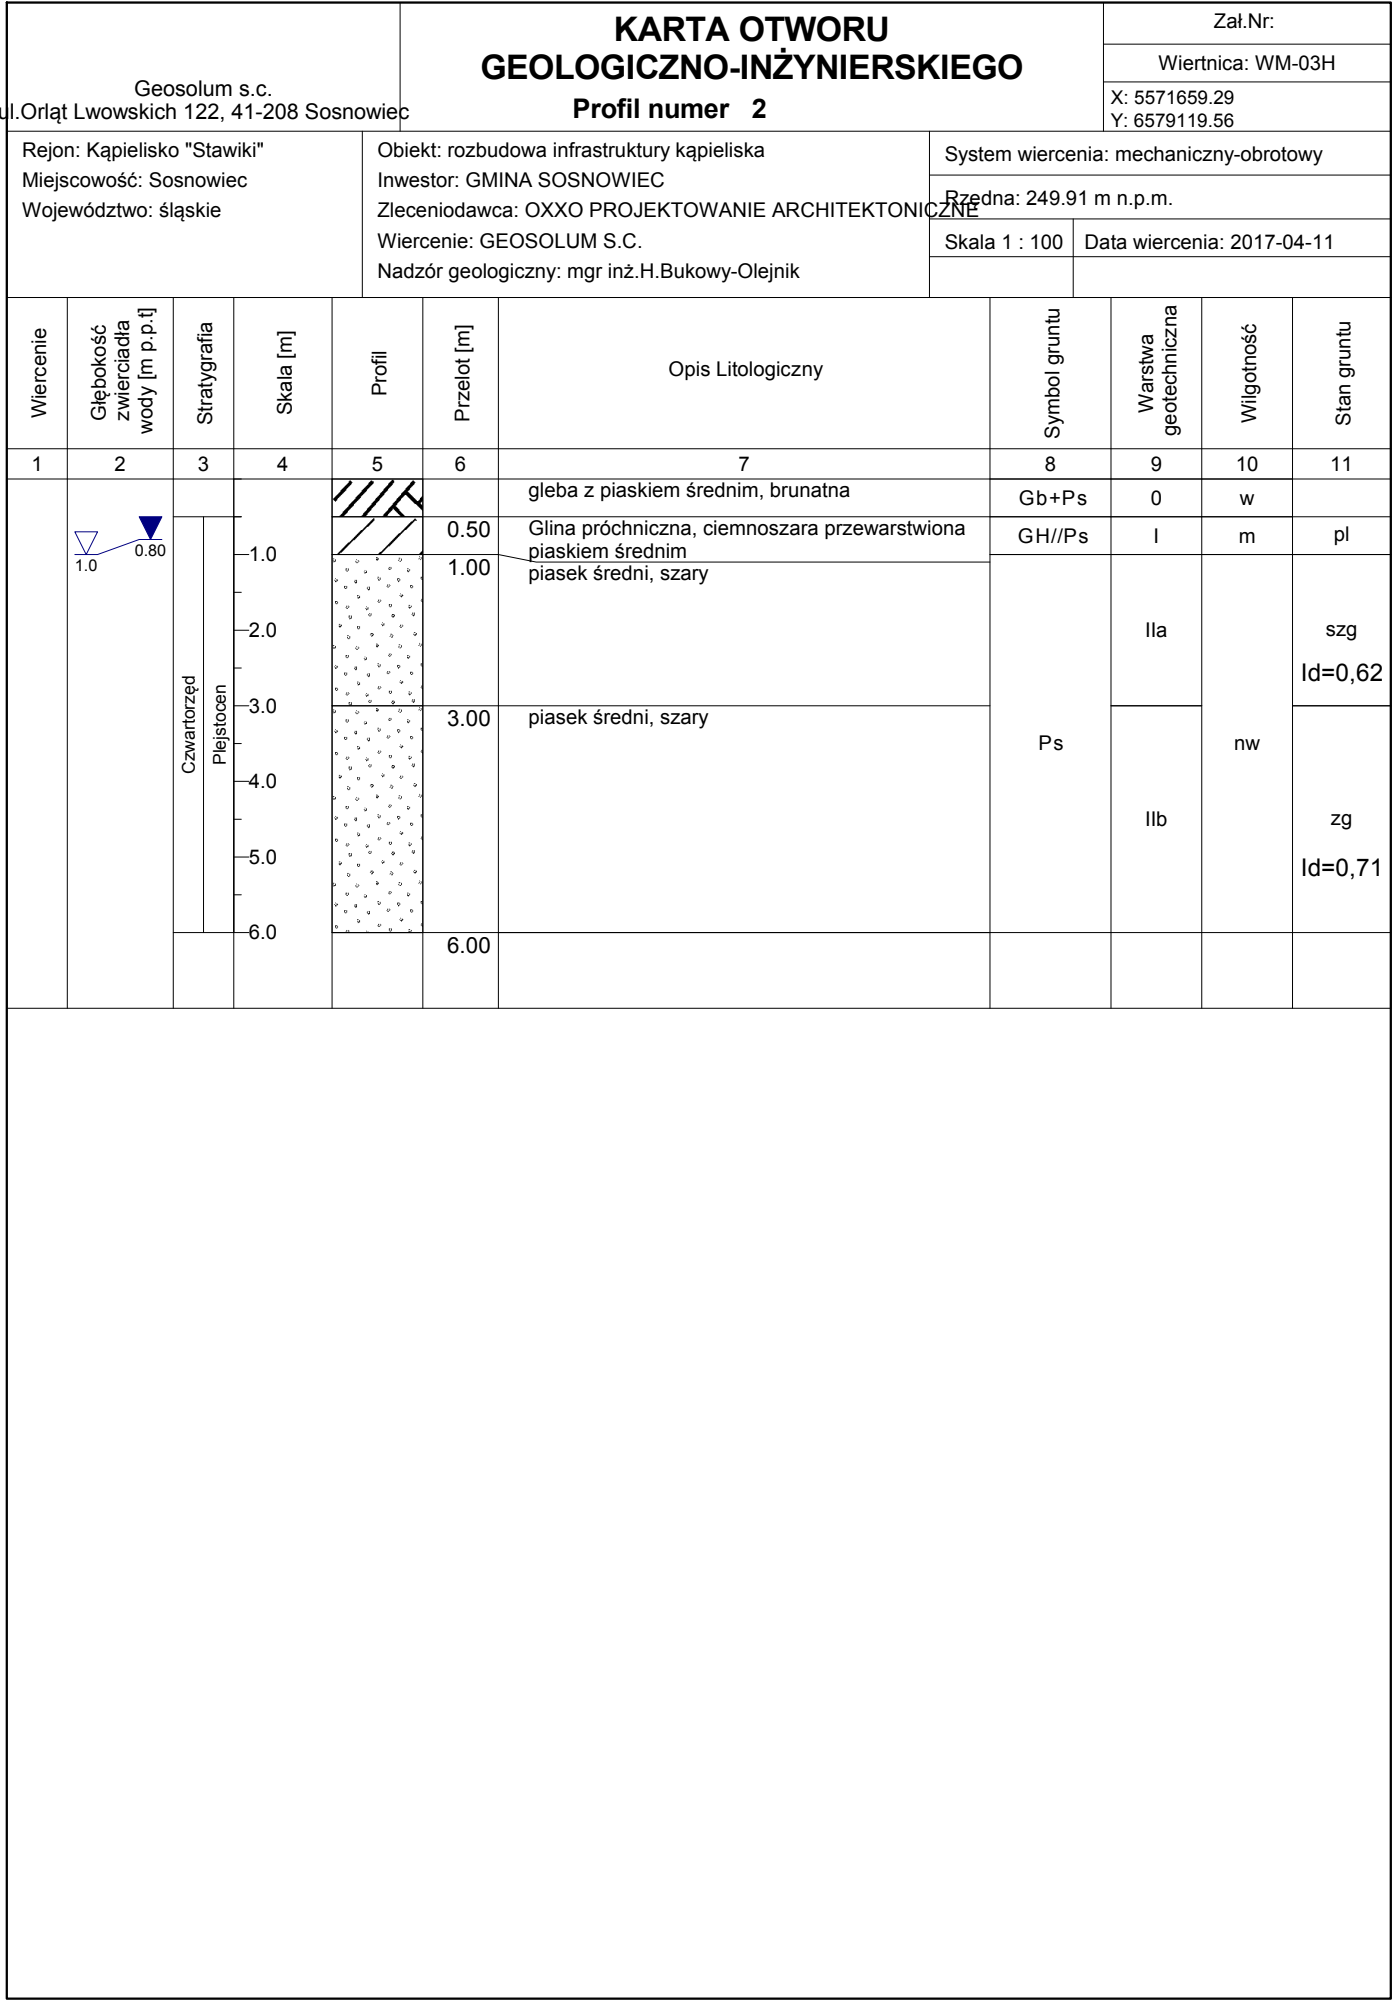 Geosolum s.c.
ul.Orląt Lwowskich 122, 41-208 Sosnowiec
KARTA OTWORU
GEOLOGICZNO-INŻYNIERSKIEGO
Profil numer 2
Zał.Nr:
Wiertnica: WM-03H
X: 5571659.29
Y: 6579119.56
Rejon: Kąpielisko "Stawiki"
Miejscowość: Sosnowiec
Województwo: śląskie
Obiekt: rozbudowa infrastruktury kąpieliska
Inwestor: GMINA SOSNOWIEC
Zleceniodawca: OXXO PROJEKTOWANIE ARCHITEKTONICZNE
Wiercenie: GEOSOLUM S.C.
Nadzór geologiczny: mgr inż.H.Bukowy-Olejnik
System wiercenia: mechaniczny-obrotowy
Rzędna: 249.91 m n.p.m.
Skala 1 : 100
Data wiercenia: 2017-04-11
Wiercenie
Głębokość
zwierciadła
wody [m p.p.t]
Stratygrafia
Skala [m]
Profil
Przelot [m]
Opis Litologiczny
Symbol gruntu
Warstwa
geotechniczna
Wilgotność
Stan gruntu
1 2 3 4 5 6 7 8 9 10 11
gleba z piaskiem średnim, brunatna
Gb+Ps 0 w
0.50
Glina próchniczna, ciemnoszara przewarstwiona
piaskiem średnim
GH//Ps I m pl
1.0
0.80
1.0
1.00
piasek średni, szary
2.0
IIa
szg
Id=0,62
3.0
3.00
piasek średni, szary
Czwartorzęd
Plejstocen
Ps
nw
4.0
IIb
zg
5.0
Id=0,71
6.0
6.00